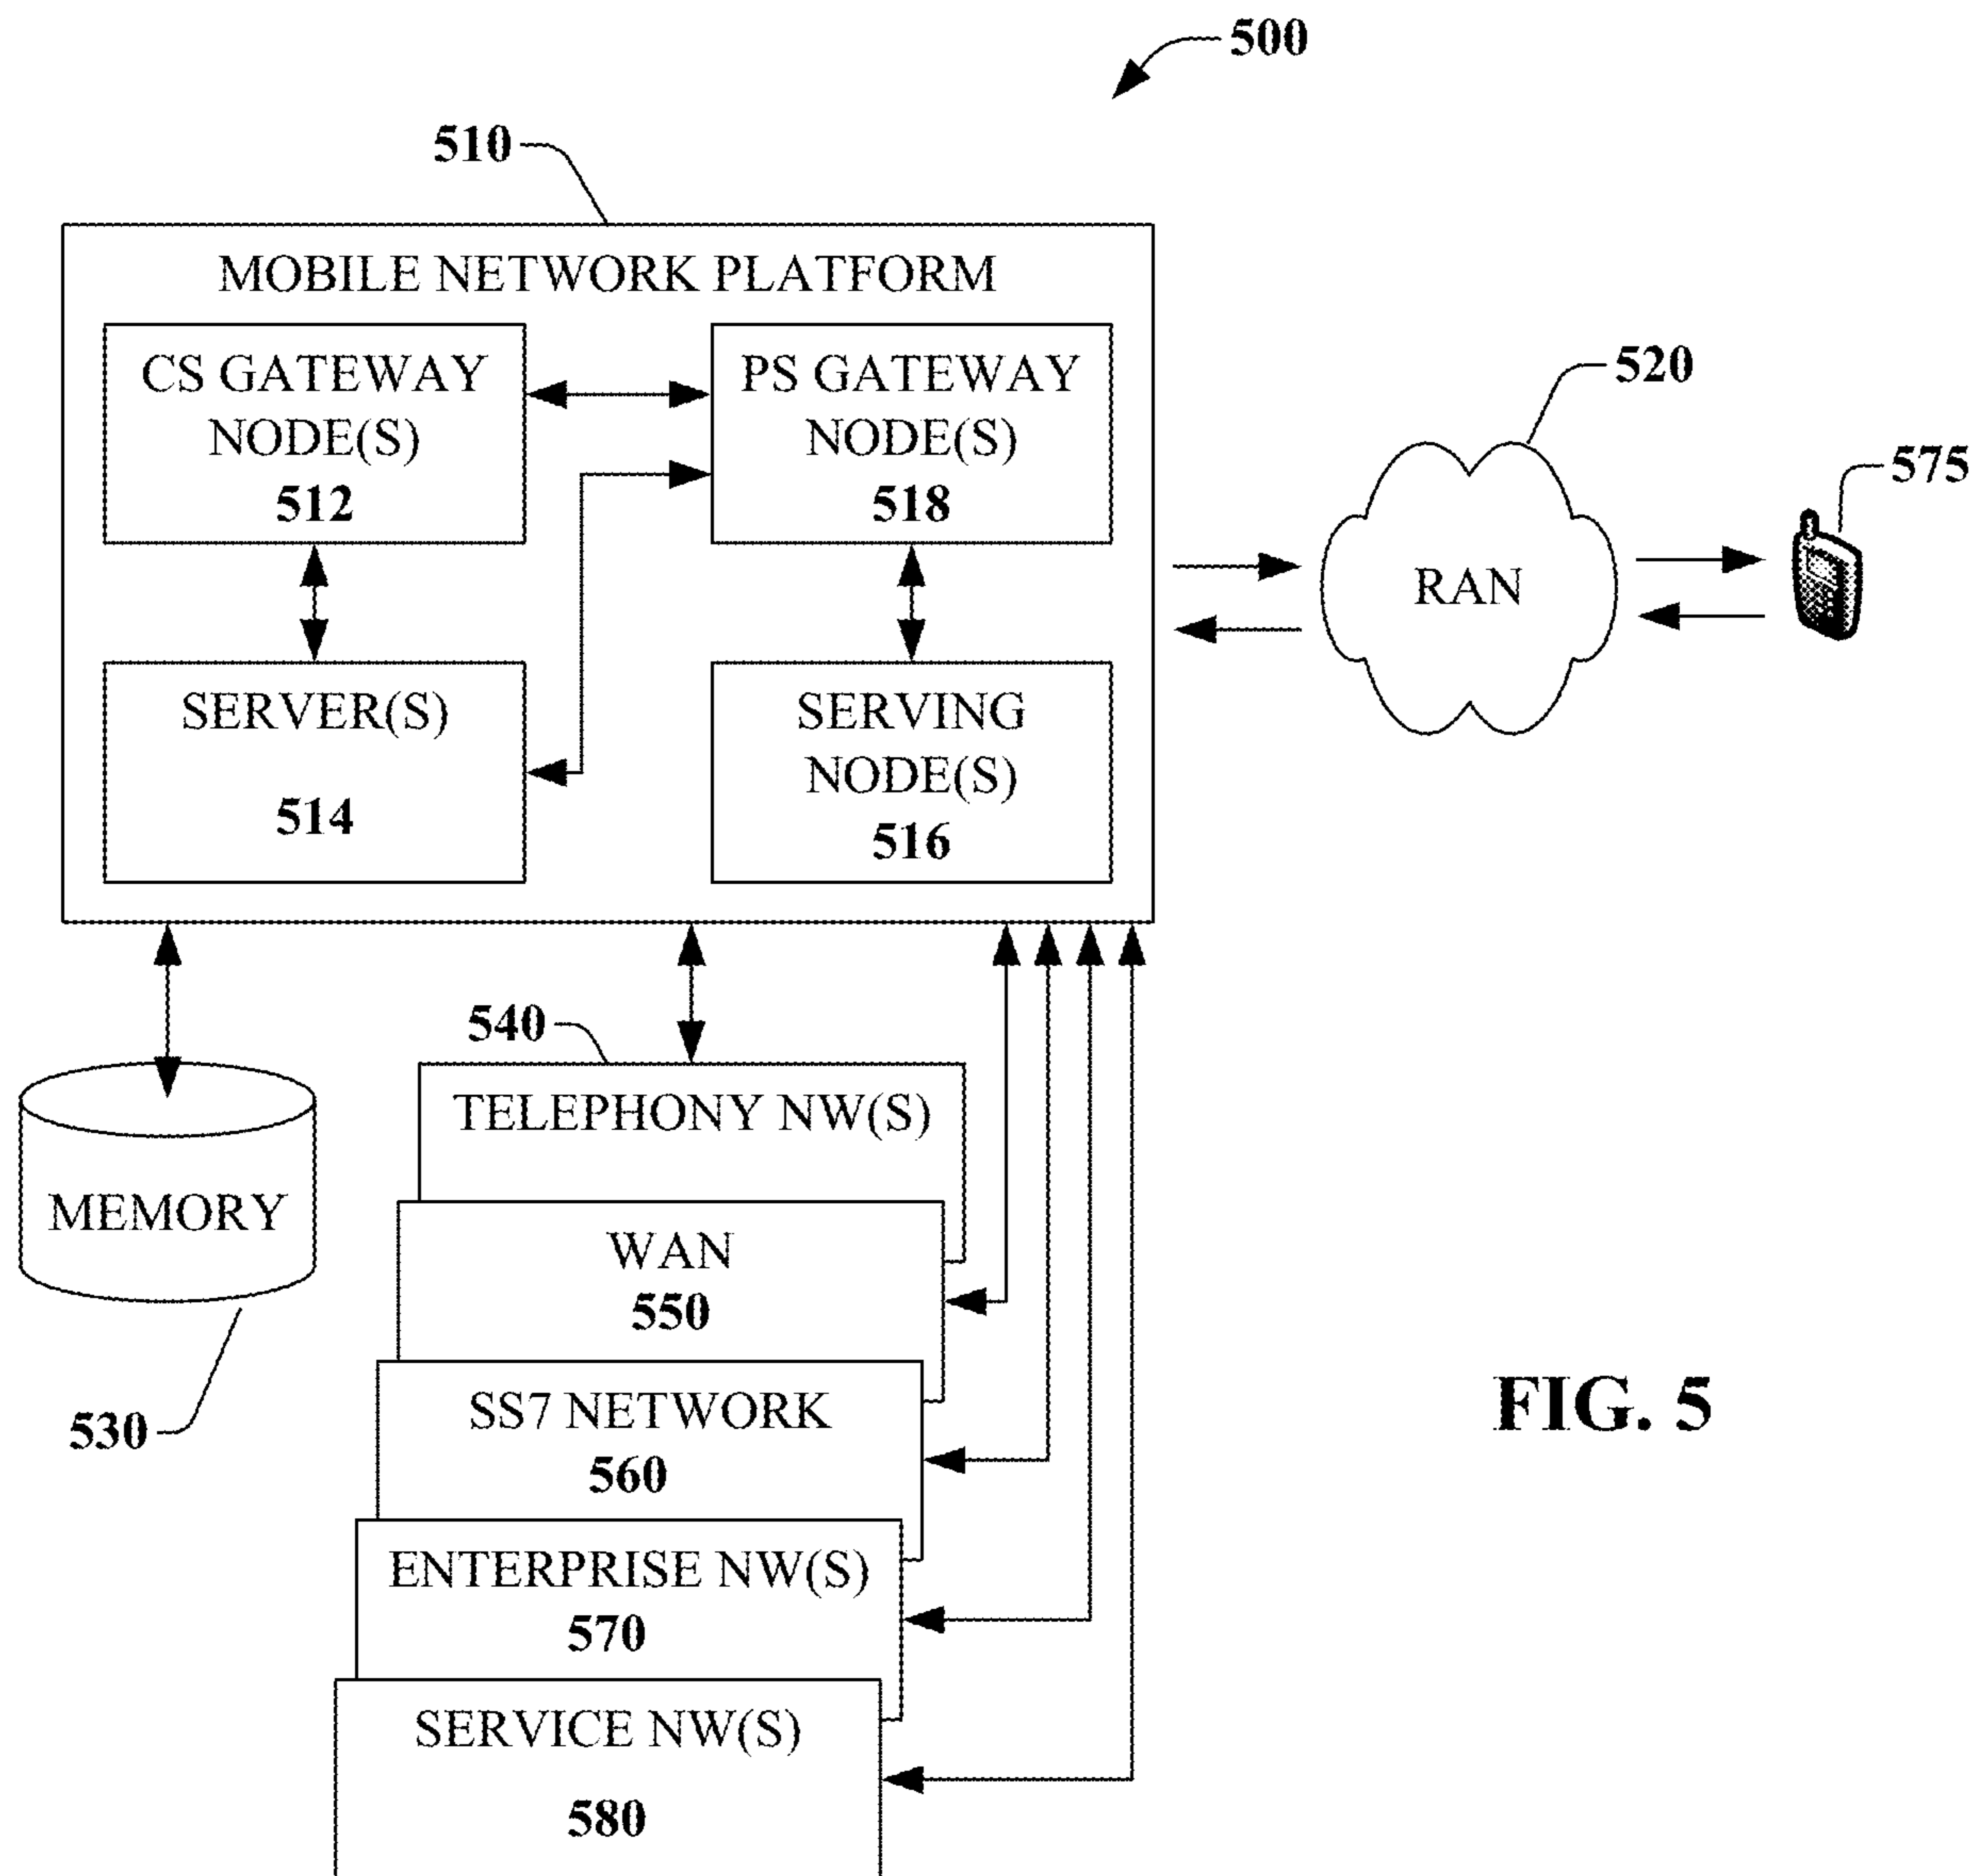 500
510
MOBILE NETWORK PLATFORM
CS GATEWAY
NODE(S)
512
PS GATEWAY
NODE(S)
518
SERVER(S)
514
SERVING
NODE(S)
516
520
RAN
575
540
TELEPHONY NW(S)
MEMORY
530
WAN
550
SS7 NETWORK
560
ENTERPRISE NW(S)
570
SERVICE NW(S)
580
FIG. 5